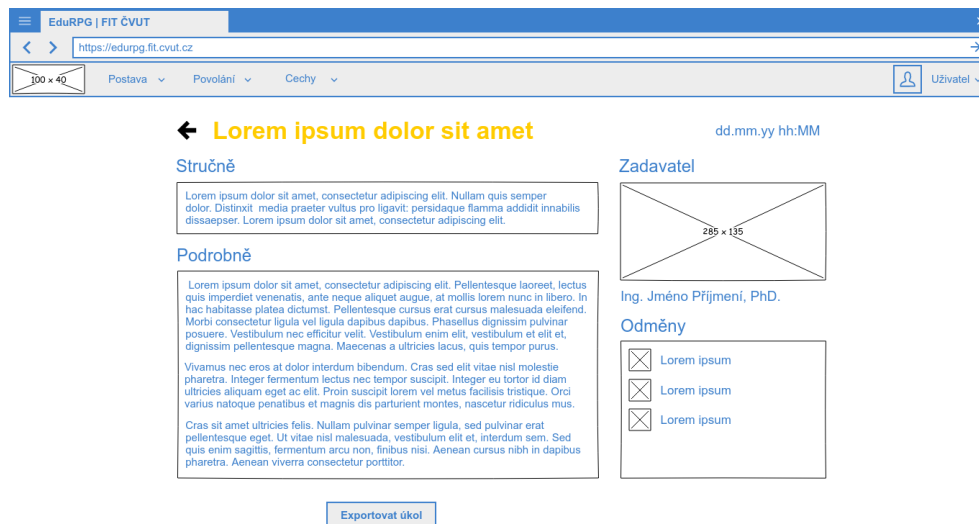 EduRPG | FIT ČVUT
https://edurpg.fit.cvut.cz
100 x 40
Postava
Povolání
Cechy
Uživatel
Lorem ipsum dolor sit amet
dd.mm.yy hh:MM
Stručně
Lorem ipsum dolor sit amet, consectetur adipiscing elit. Nullam quis semper
dolor. Distinxit media praeter vultus pro ligavit: persidaque flamma addidit innabilis
dissaepser. Lorem ipsum dolor sit amet, consectetur adipiscing elit.
Podrobně
Lorem ipsum dolor sit amet, consectetur adipiscing elit. Pellentesque laoreet, lectus
quis imperdiet venenatis, ante neque aliquet augue, at mollis lorem nunc in libero. In
hac habitasse platea dictumst. Pellentesque cursus erat cursus malesuada eleifend.
Morbi consectetur ligula vel ligula dapibus dapibus. Phasellus dignissim pulvinar
posuere. Vestibulum nec efficitur velit. Vestibulum enim elit, vestibulum et elit et,
dignissim pellentesque magna. Maecenas a ultricies lacus, quis tempor purus.
Vivamus nec eros at dolor interdum bibendum. Cras sed elit vitae nisl molestie
pharetra. Integer fermentum lectus nec tempor suscipit. Integer eu tortor id diam
ultricies aliquam eget ac elit. Proin suscipit lorem vel metus facilisis tristique. Orci
varius natoque penatibus et magnis dis parturient montes, nascetur ridiculus mus.
Cras sit amet ultricies felis. Nullam pulvinar semper ligula, sed pulvinar erat
pellentesque eget. Ut vitae nisl malesuada, vestibulum elit et, interdum sem. Sed
quis enim sagittis, fermentum arcu non, finibus nisi. Aenean cursus nibh in dapibus
pharetra. Aenean viverra consectetur porttitor.
Exportovat úkol
Zadavatel
285 x 135
Ing. Jméno Příjmení, PhD.
Odměny
Lorem ipsum
Lorem ipsum
Lorem ipsum